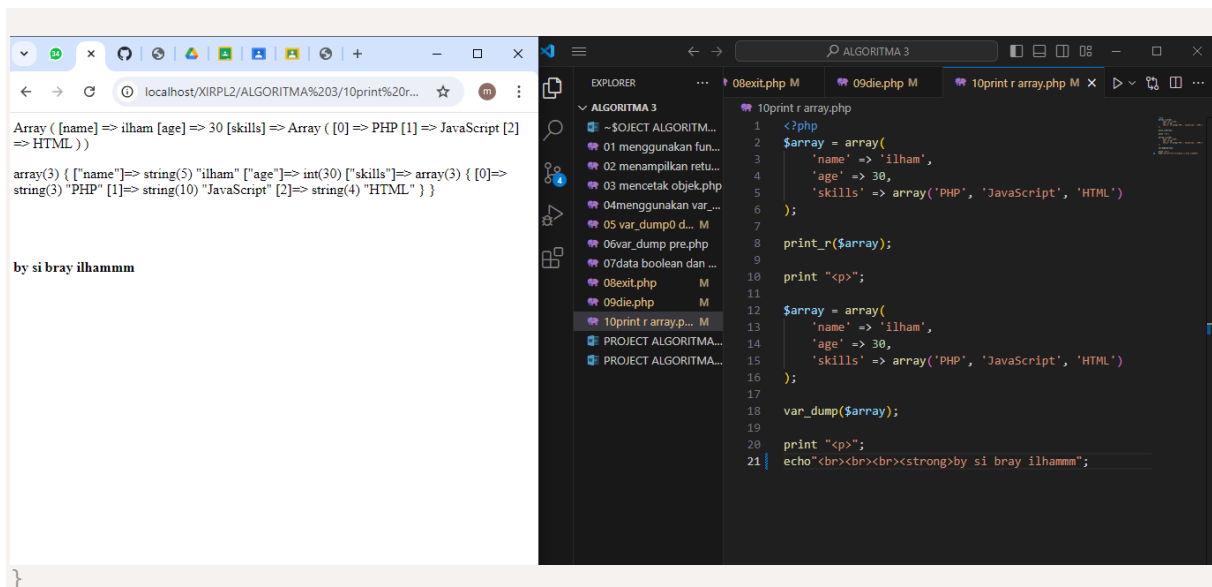 34
localhost/XIRPL2/ALGORITMA%203/10print%20r...
m
Array ( [name] => ilham [age] => 30 [skills] => Array ( [0] => PHP [1] => JavaScript [2]
=> HTML ) )
array(3) { ["name"]=> string(5) "ilham" ["age"]=> int(30) ["skills"]=> array(3) { [0]=>
string(3) "PHP" [1]=> string(10) "JavaScript" [2]=> string(4) "HTML" } }
by si bray ilhammm
ALGORITMA 3
EXPLORER
ALGORITMA 3
~$OJECT ALGORITM...
01 menggunakan fun...
02 menampilkan retu...
03 mencetak objek.php
04menggunakan var_...
05 var_dump0 d... M
06var_dump pre.php
07data boolean dan ...
08exit.php M
09die.php M
10print r array.p... M
PROJECT ALGORITMA...
PROJECT ALGORITMA...
4
08exit.php M 09die.php M 10print r array.php M
10print r array.php
1 <?php
2 $array = array(
3 'name' => 'ilham',
4 'age' => 30,
5 'skills' => array('PHP', 'JavaScript', 'HTML')
6 );
7
8 print_r($array);
9
10 print "<p>";
11
12 $array = array(
13 'name' => 'ilham',
14 'age' => 30,
15 'skills' => array('PHP', 'JavaScript', 'HTML')
16 );
17
18 var_dump($array);
19
20 print "<p>";
21 echo"<br><br><br><strong>by si bray ilhammm";
}